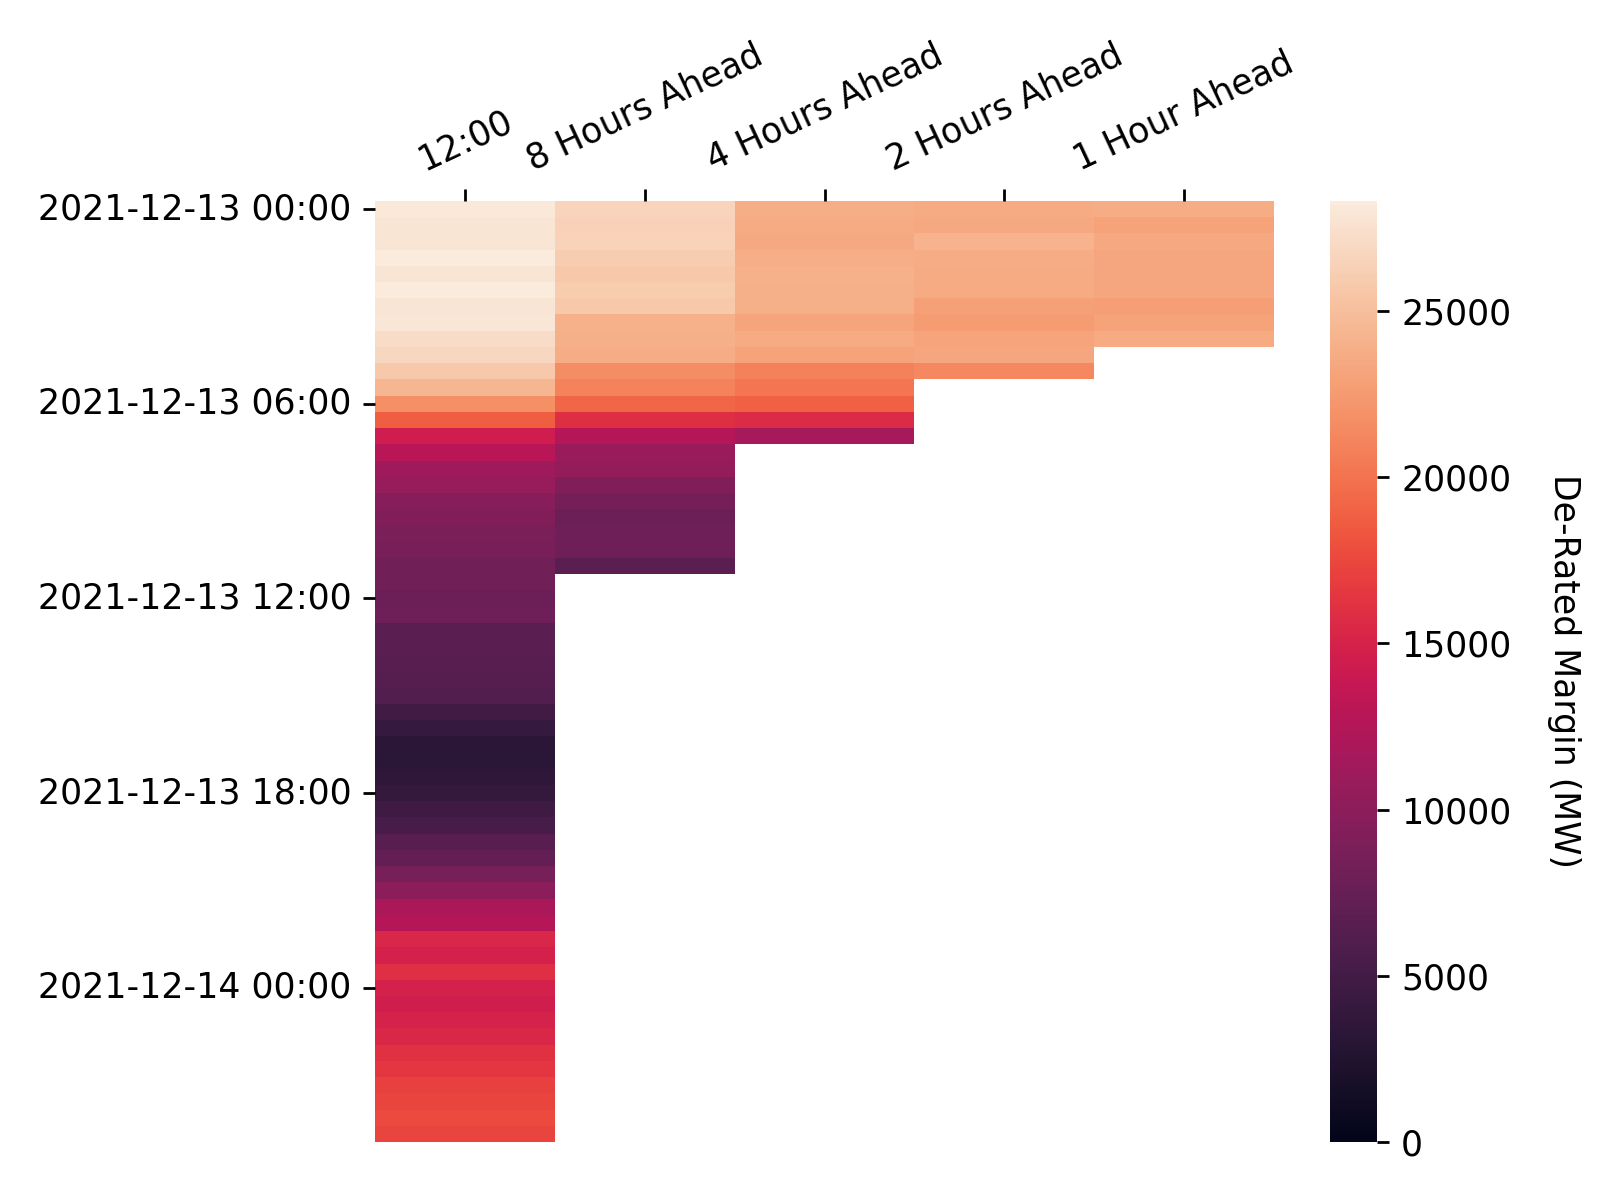 12:00
8 Hours Ahead
4 Hours Ahead
2 Hours Ahead
1 Hour Ahead
2021-12-13 00:00
2021-12-13 06:00
2021-12-13 12:00
2021-12-13 18:00
2021-12-14 00:00
25000
20000
15000
10000
5000
0
De-Rated Margin (MW)